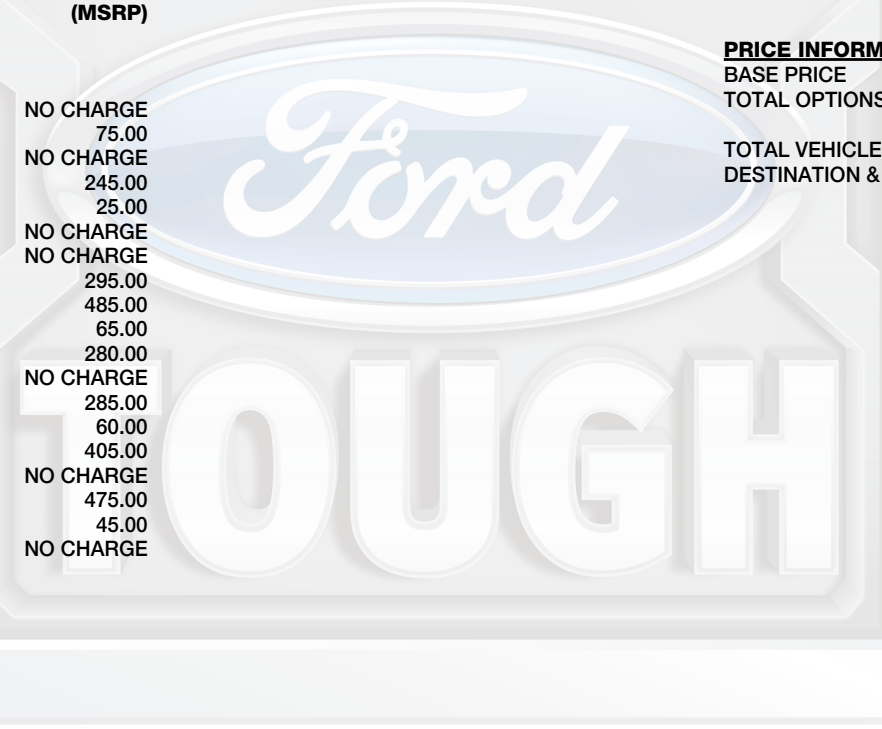 (MSRP)
NO CHARGE
75.00
NO CHARGE
245.00
25.00
NO CHARGE
NO CHARGE
295.00
485.00
65.00
280.00
NO CHARGE
285.00
60.00
405.00
NO CHARGE
475.00
45.00
NO CHARGE
PRICE INFORM
BASE PRICE
TOTAL OPTIONS
TOTAL VEHICLE
DESTINATION &
Ford
TOUGH